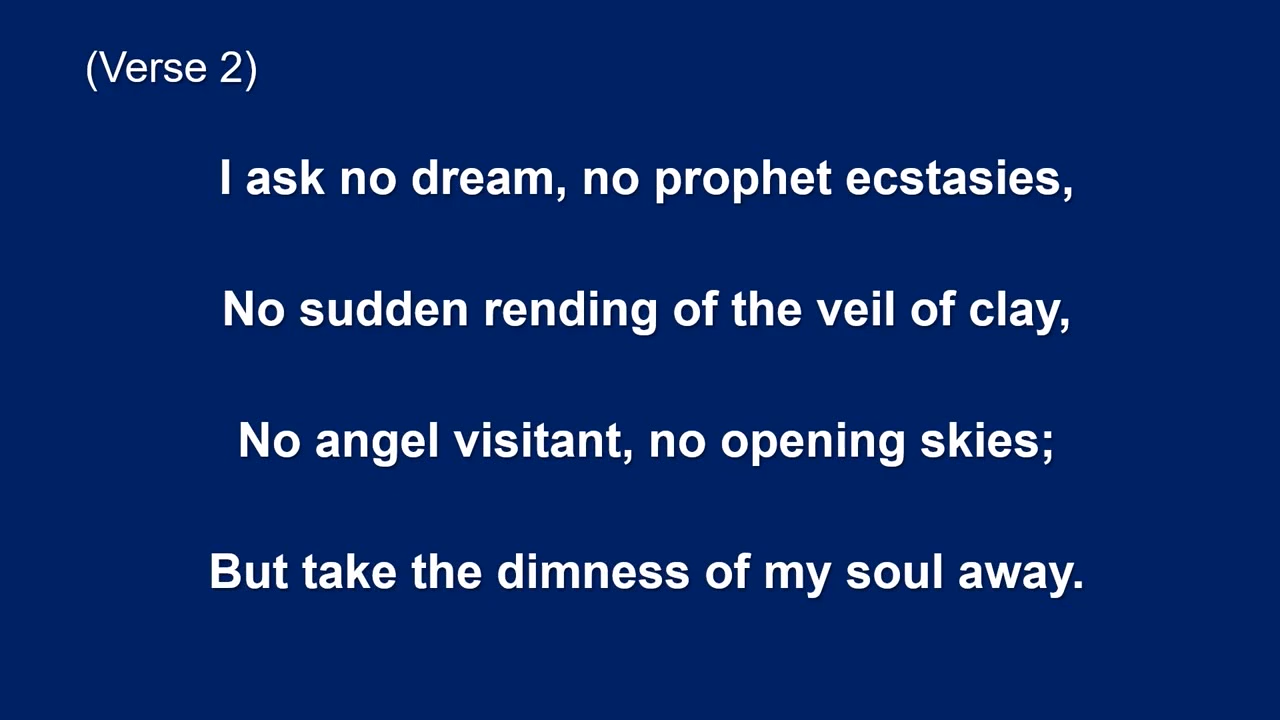 (Verse 2)
I ask no dream, no prophet ecstasies,
No sudden rending of the veil of clay,
No angel visitant, no opening skies;
But take the dimness of my soul away.